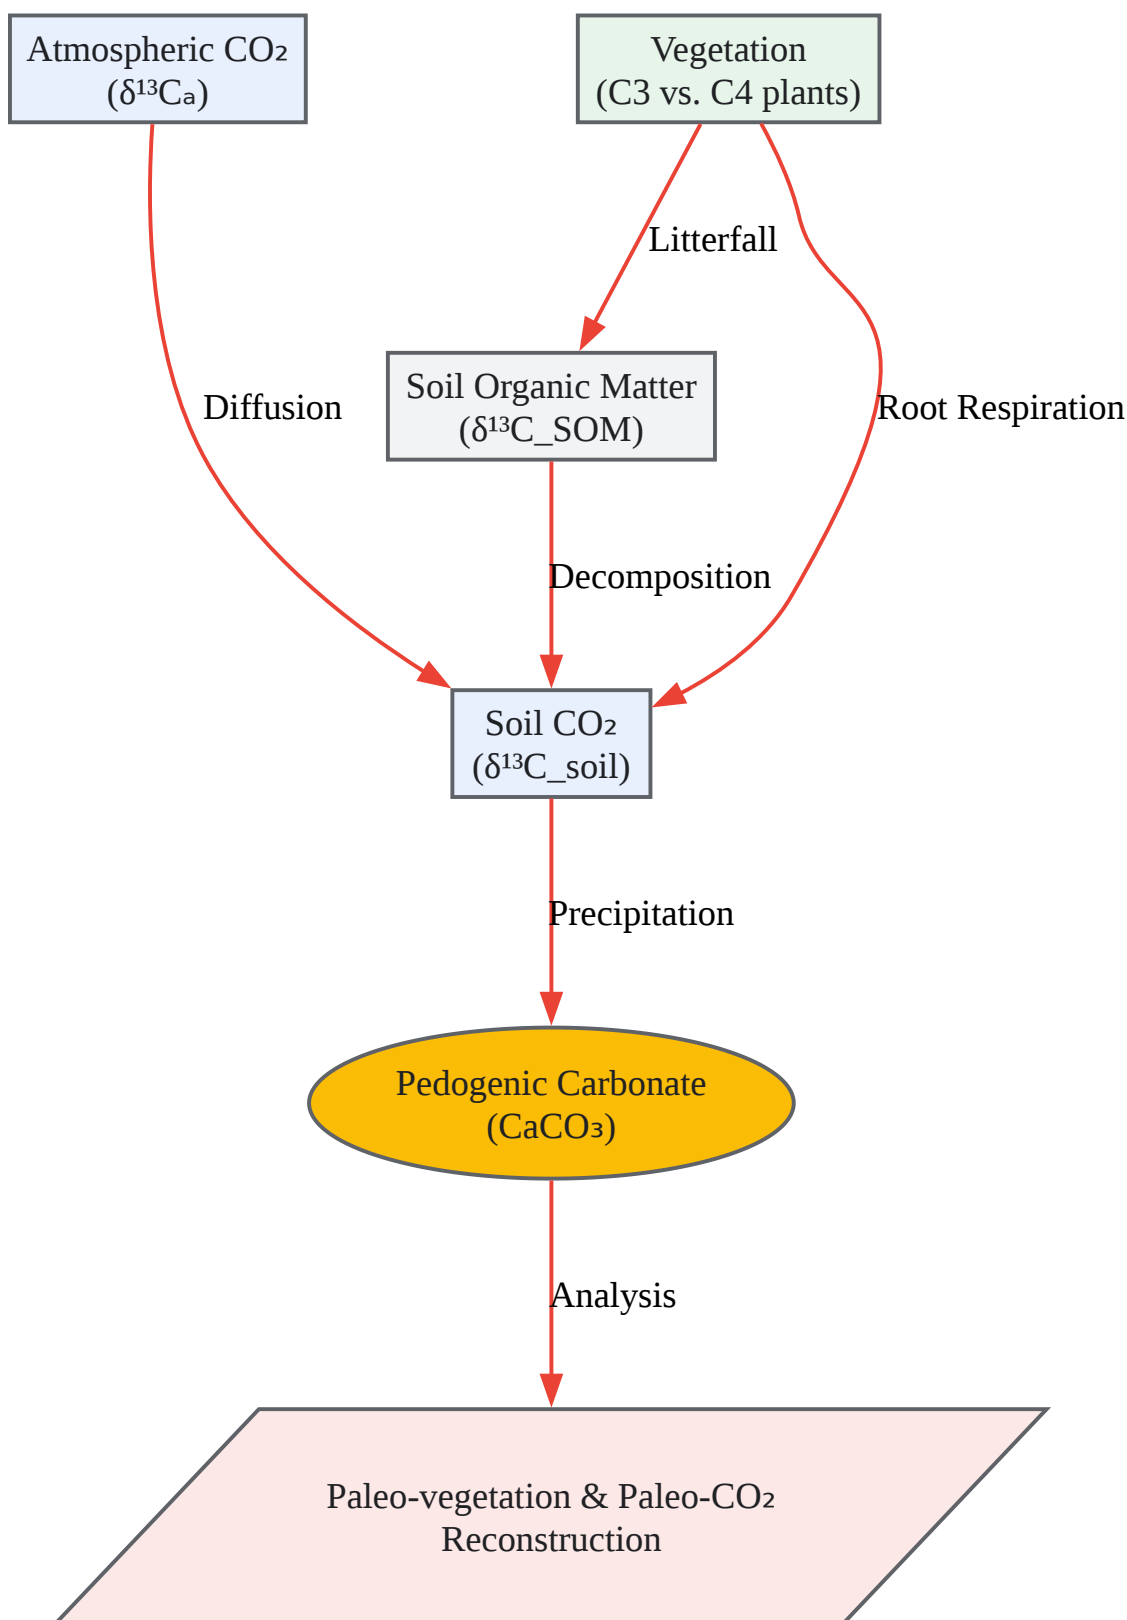 Atmospheric CO₂
(δ¹³Cₐ)
Vegetation
(C3 vs. C4 plants)
Litterfall
Soil Organic Matter
(δ¹³C_SOM)
Diffusion
Root Respiration
Decomposition
Soil CO₂
(δ¹³C_soil)
Precipitation
Pedogenic Carbonate
(CaCO₃)
Analysis
Paleo-vegetation & Paleo-CO₂
Reconstruction